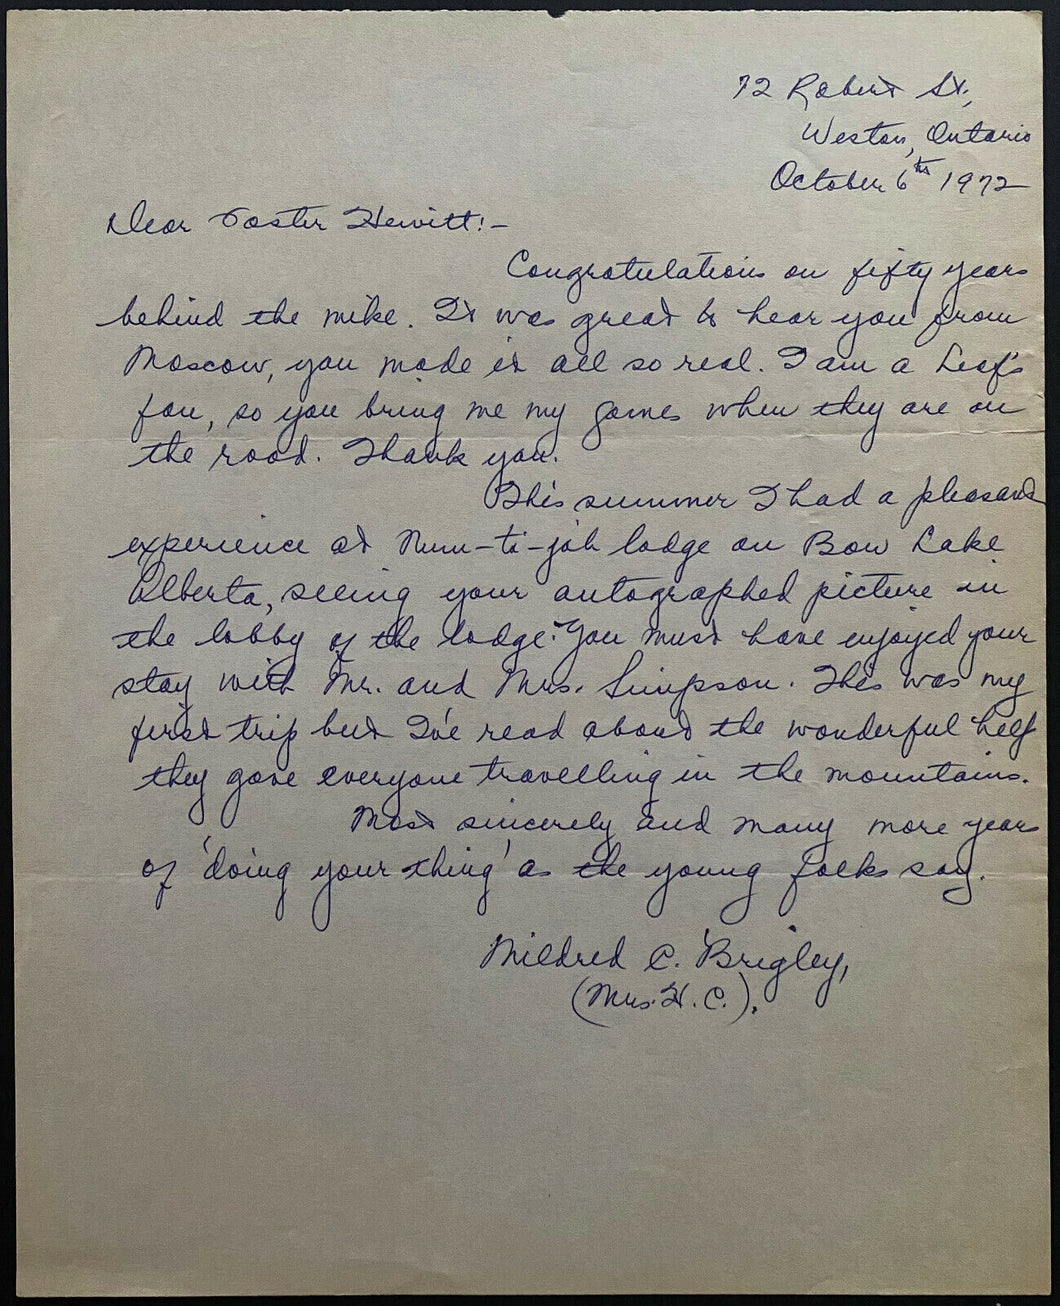 72 Robert St.,
Weston, Ontario
October 6th 1972
Dear Foster Hewitt:-
Congratulations on fifty years
behind the mike. It was great to hear you from
Moscow, you made it all so real. I am a Leaf's
fan, so you bring me my games when they are on
the road. Thank you.
This summer I had a pleasant
experience at Num-ti-jah lodge on Bow Lake
Alberta, seeing your autographed picture in
the lobby of the lodge. You must have enjoyed your
stay with Mr. and Mrs. Simpson. This was my
first trip but I've read about the wonderful help
they gave everyone travelling in the mountains.
Most sincerely and many more years
of 'doing your thing' as the young folks say.
Mildred C. Brigley,
(Mrs. H. C.).